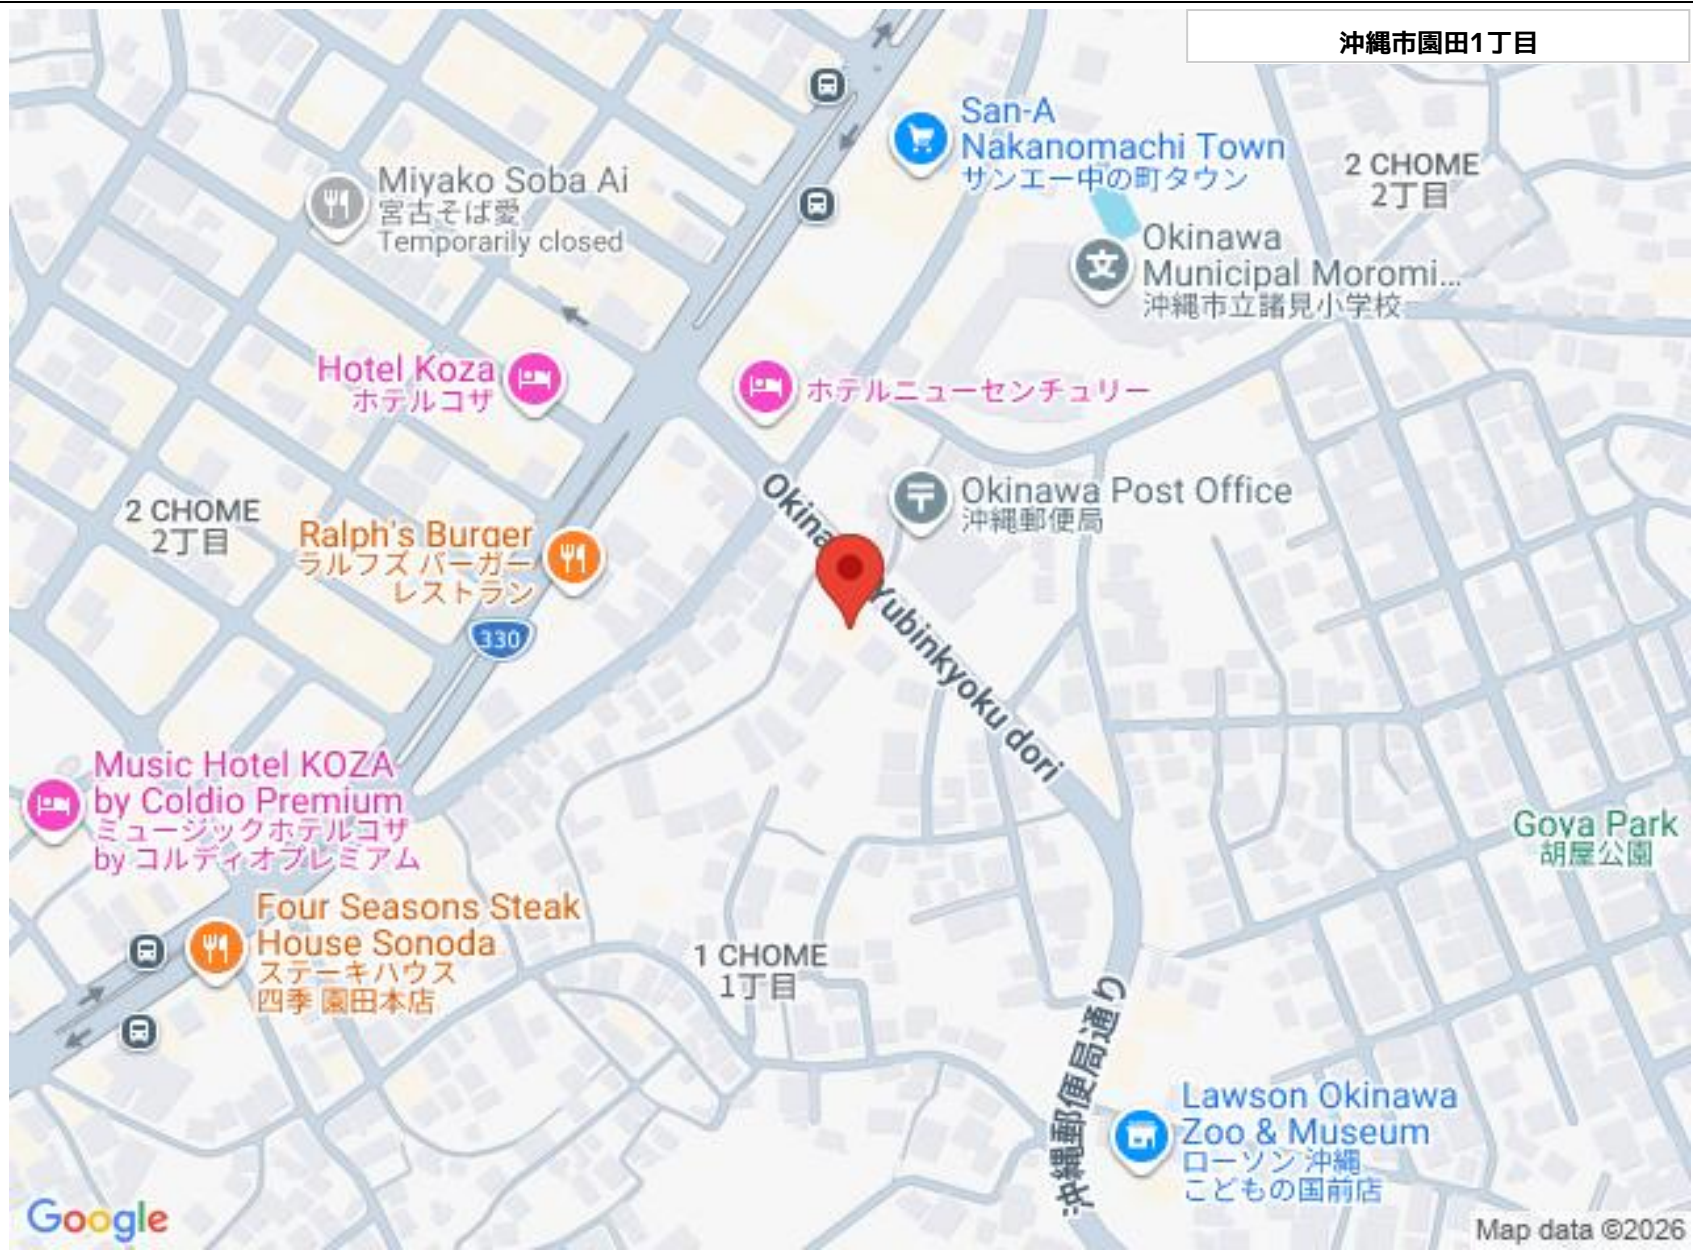 沖縄市園田1丁目
San-A
Nakanomachi Town
サンエー中の町タウン
2 CHOME
2丁目
Miyako Soba Ai
宮古そば愛
Temporarily closed
Okinawa
Municipal Moromi...
沖縄市立諸見小学校
Hotel Koza
ホテルコザ
ホテルニューセンチュリー
Okinawa Post Office
沖縄郵便局
2 CHOME
2丁目
Ralph's Burger
ラルフズ バーガー
レストラン
330
Okina Yubinkyoku dori
Music Hotel KOZA
by Coldio Premium
ミュージックホテルコザ
by コルディオプレミアム
Goya Park
胡屋公園
Four Seasons Steak
House Sonoda
ステーキハウス
四季 園田本店
1 CHOME
1丁目
沖縄郵便局通り
Lawson Okinawa
Zoo & Museum
ローソン 沖縄
こどもの国前店
Google
Map data ©2026